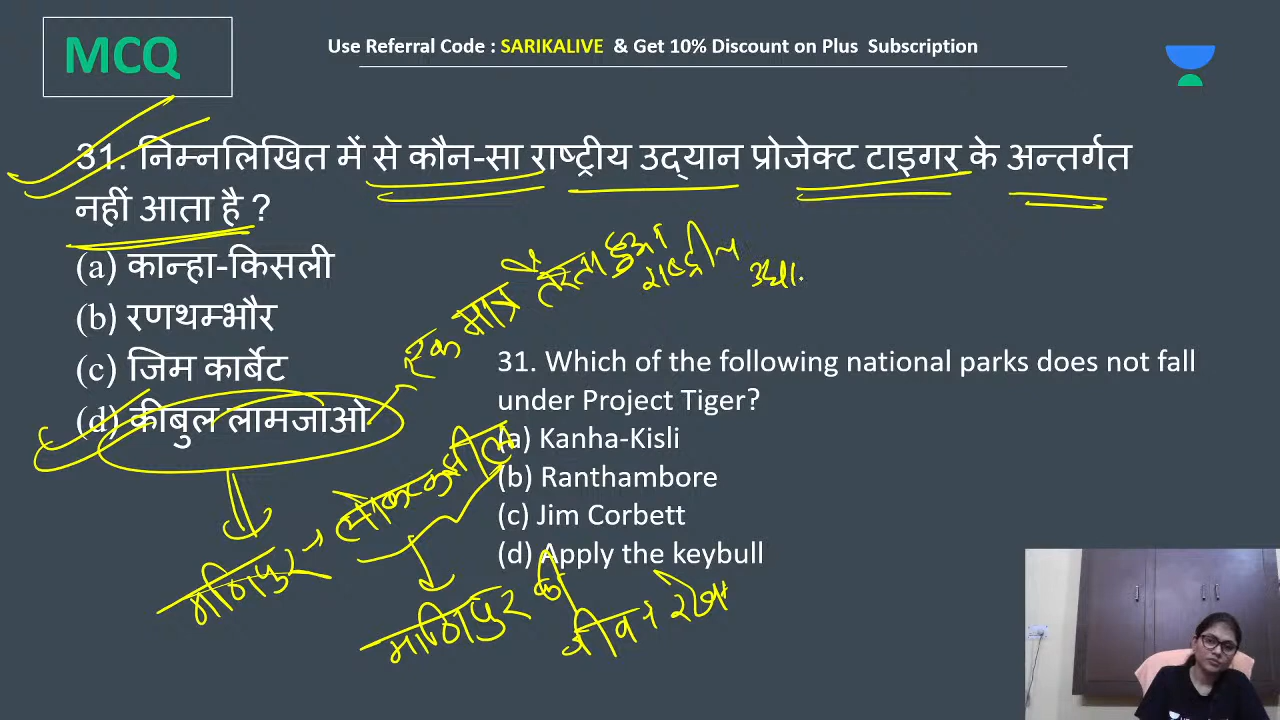 MCQ
Use Referral Code : SARIKALIVE & Get 10% Discount on Plus Subscription
31. निम्नलिखित में से कौन-सा राष्ट्रीय उद्यान प्रोजेक्ट टाइगर के अन्तर्गत
नहीं आता है ?
(a) कान्हा-किसली
(b) रणथम्भौर
(c) जिम कार्बेट
(d) कीबुल लामजाओ
एक मात्र तैरता हुआ
राष्ट्रीय
31. Which of the following national parks does not fall
under Project Tiger?
(a) Kanha-Kisli
(b) Ranthambore
(c) Jim Corbett
(d) Apply the keybull
मणिपुर
मणिपुर की
जीवन रेखा